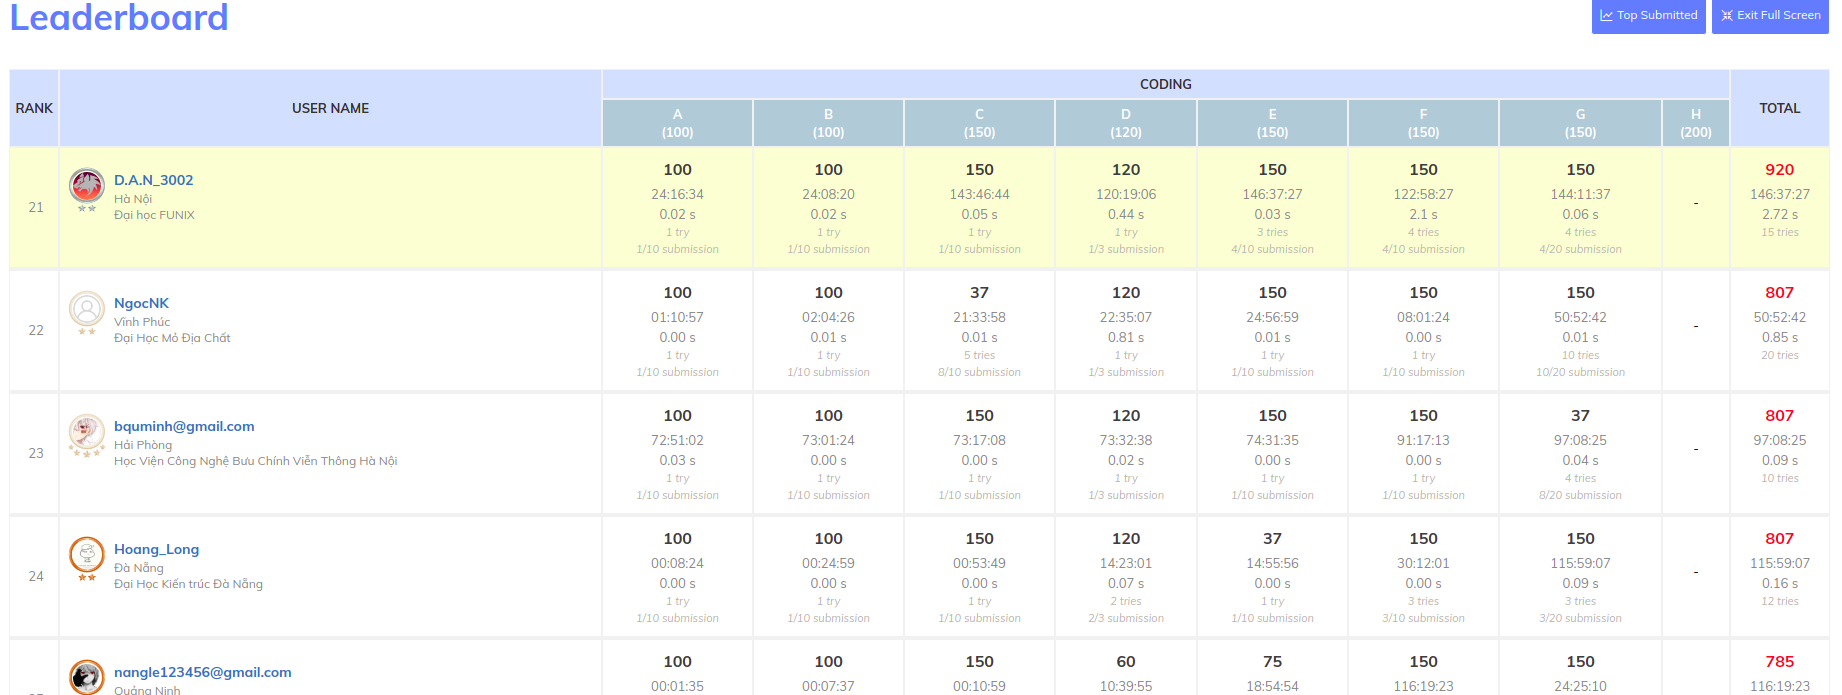 Leaderboard
Top Submitted
Exit Full Screen
RANK USER NAME CODING TOTAL
A B C D E F G H
(100) (100) (150) (120) (150) (150) (150) (200)
21
D.A.N_3002
Hà Nội
Đại học FUNIX
100 100 150 120 150 150 150 - 920
24:16:34 24:08:20 143:46:44 120:19:06 146:37:27 122:58:27 144:11:37 146:37:27
0.02 s 0.02 s 0.05 s 0.44 s 0.03 s 2.1 s 0.06 s 2.72 s
1 try 1 try 1 try 1 try 3 tries 4 tries 4 tries 15 tries
1/10 submission 1/10 submission 1/10 submission 1/3 submission 4/10 submission 4/10 submission 4/20 submission
22
NgocNK
Vĩnh Phúc
Đại Học Mỏ Địa Chất
100 100 37 120 150 150 150 - 807
01:10:57 02:04:26 21:33:58 22:35:07 24:56:59 08:01:24 50:52:42 50:52:42
0.00 s 0.01 s 0.01 s 0.81 s 0.01 s 0.00 s 0.01 s 0.85 s
1 try 1 try 5 tries 1 try 1 try 1 try 10 tries 20 tries
1/10 submission 1/10 submission 8/10 submission 1/3 submission 1/10 submission 1/10 submission 10/20 submission
23
bquminh@gmail.com
Hải Phòng
Học Viện Công Nghệ Bưu Chính Viễn Thông Hà Nội
100 100 150 120 150 150 37 - 807
72:51:02 73:01:24 73:17:08 73:32:38 74:31:35 91:17:13 97:08:25 97:08:25
0.03 s 0.00 s 0.00 s 0.02 s 0.00 s 0.00 s 0.04 s 0.09 s
1 try 1 try 1 try 1 try 1 try 1 try 4 tries 10 tries
1/10 submission 1/10 submission 1/10 submission 1/3 submission 1/10 submission 1/10 submission 8/20 submission
24
Hoang_Long
Đà Nẵng
Đại Học Kiến trúc Đà Nẵng
100 100 150 120 37 150 150 - 807
00:08:24 00:24:59 00:53:49 14:23:01 14:55:56 30:12:01 115:59:07 115:59:07
0.00 s 0.00 s 0.00 s 0.07 s 0.00 s 0.00 s 0.09 s 0.16 s
1 try 1 try 1 try 2 tries 1 try 3 tries 3 tries 12 tries
1/10 submission 1/10 submission 1/10 submission 2/3 submission 1/10 submission 3/10 submission 3/20 submission
nangle123456@gmail.com
Quảng Ninh
100 100 150 60 75 150 150 785
00:01:35 00:07:37 00:10:59 10:39:55 18:54:54 116:19:23 24:25:10 116:19:23